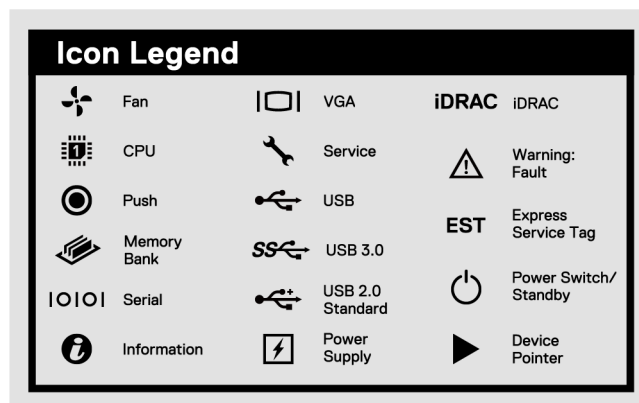 Icon Legend
Fan
CPU
1
Push
Memory
Bank
|O|O|
Serial
Information
VGA
Service
USB
SS
USB 3.0
USB 2.0
Standard
Power
Supply
iDRAC iDRAC
Warning:
Fault
EST
Express
Service Tag
Power Switch/
Standby
Device
Pointer